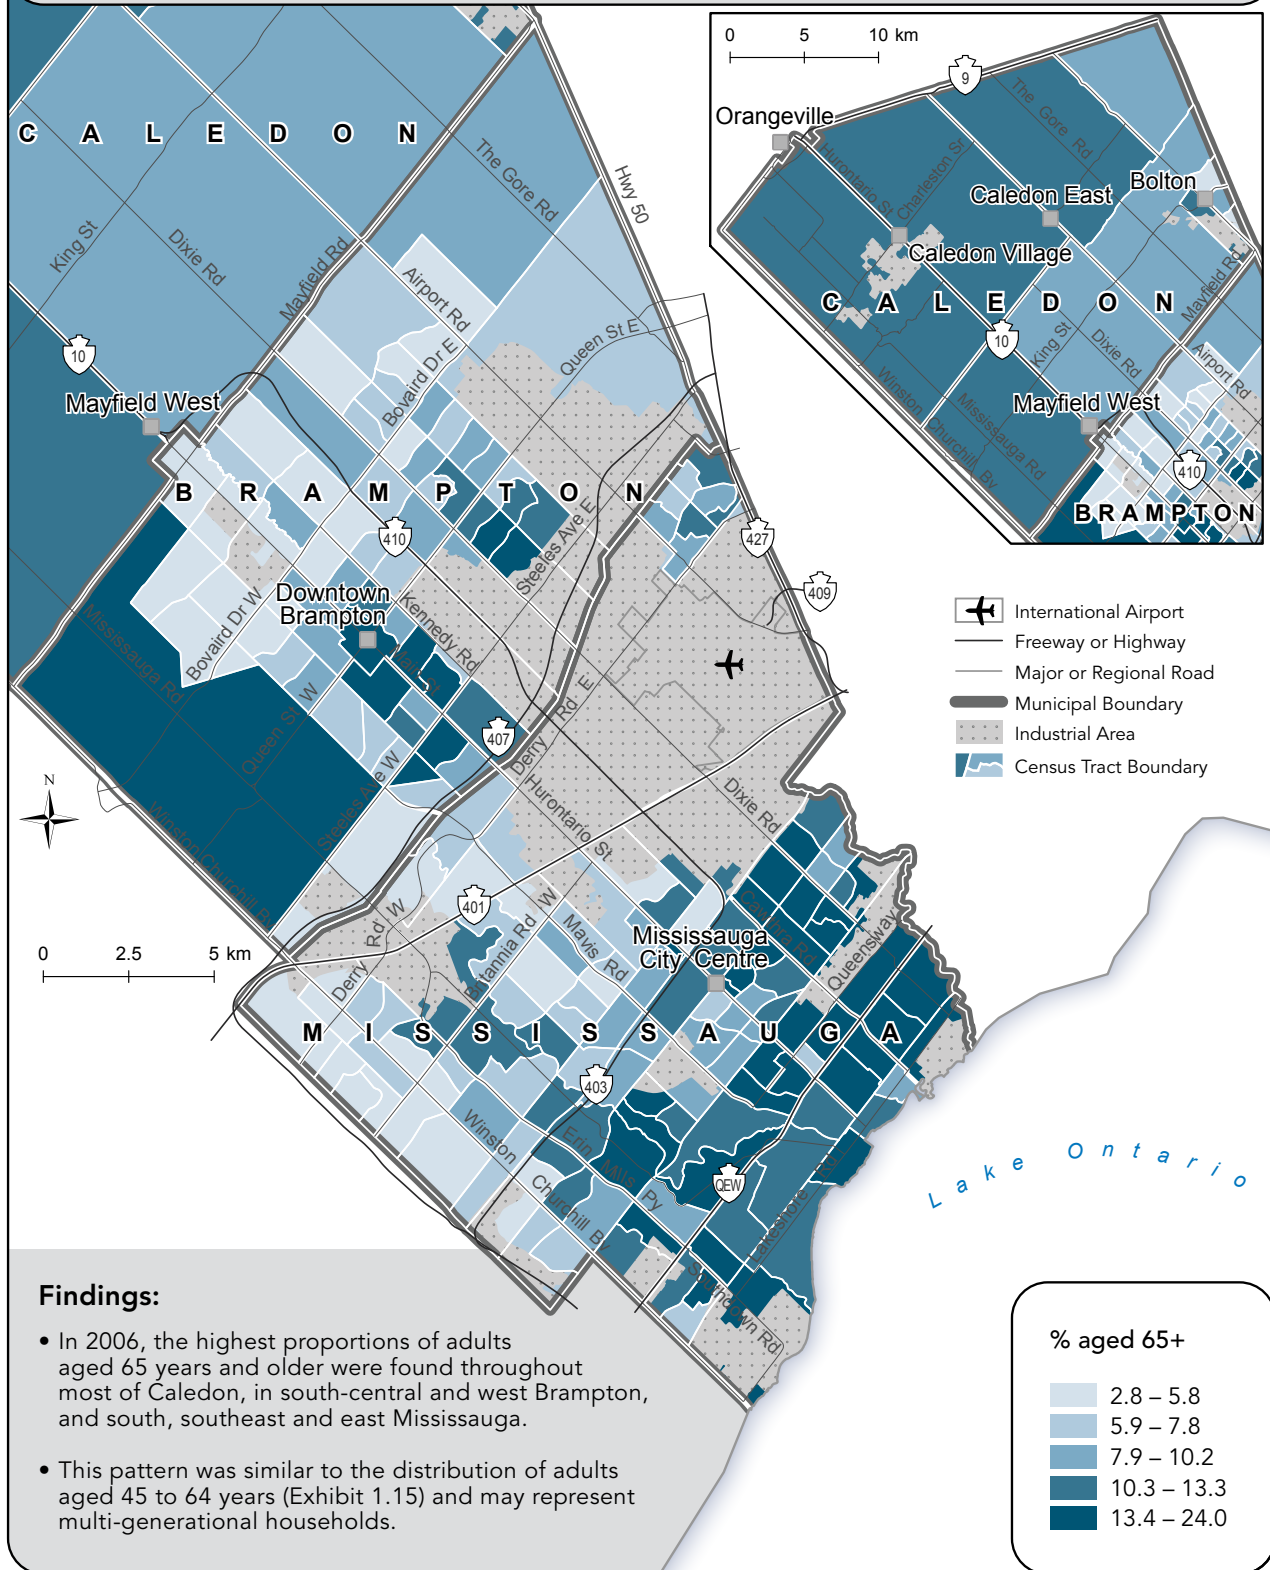 0 5 10 km
9
Orangeville
The Gore Rd
Hurontario St
Charleston Sr
Caledon East
Bolton
Caledon Village
C A L E D O N
Mayfield Rd
10
King St
Dixie Rd
Airport Rd
Winston Churchill Bv
Mississauga Rd
Mayfield West
410
BRAMPTON
C A L E D O N
The Gore Rd
Hwy 50
King St
Dixie Rd
Mayfield Rd
Airport Rd
10
Queen St E
Bovaird Dr E
Mayfield West
B R A M P T O N
410
Steeles Ave E
427
409
Downtown
Brampton
Kennedy Rd
Main St
Bovaird Dr W
Mississauga Rd
Queen St W
407
Derry Rd E
Steeles Ave W
Hurontario St
Dixie Rd
N
Winston Churchill Bv
401
Derry Rd W
Britannia Rd W
Mavis Rd
Cawthra Rd
Mississauga
City Centre
Queensway
0 2.5 5 km
M I S S I S S A U G A
403
Winston Churchill Bv
Erin Mills Py
QEW
Lakeshore Rd
Southdown Rd
Lake Ontario
International Airport
Freeway or Highway
Major or Regional Road
Municipal Boundary
Industrial Area
Census Tract Boundary
Findings:
• In 2006, the highest proportions of adults
aged 65 years and older were found throughout
most of Caledon, in south-central and west Brampton,
and south, southeast and east Mississauga.
• This pattern was similar to the distribution of adults
aged 45 to 64 years (Exhibit 1.15) and may represent
multi-generational households.
% aged 65+
2.8 – 5.8
5.9 – 7.8
7.9 – 10.2
10.3 – 13.3
13.4 – 24.0